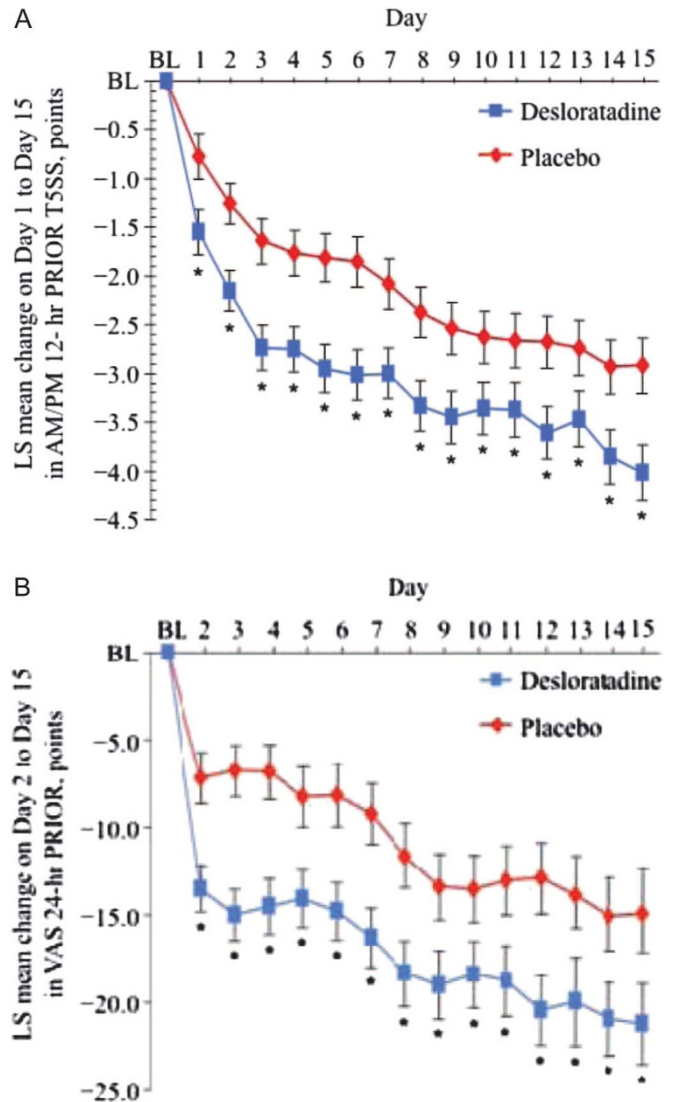 A
Day
BL 1 2 3 4 5 6 7 8 9 10 11 12 13 14 15
BL
−0.5
−1.0
−1.5
−2.0
−2.5
−3.0
−3.5
−4.0
−4.5
LS mean change on Day 1 to Day 15
in AM/PM 12- hr PRIOR T5SS, points
Desloratadine
Placebo
* * * * * * * * * * * * * * *
B
Day
BL 2 3 4 5 6 7 8 9 10 11 12 13 14 15
BL
−5.0
−10.0
−15.0
−20.0
−25.0
LS mean change on Day 2 to Day 15
in VAS 24-hr PRIOR, points
Desloratadine
Placebo
* * * * * * * * * * * * * *